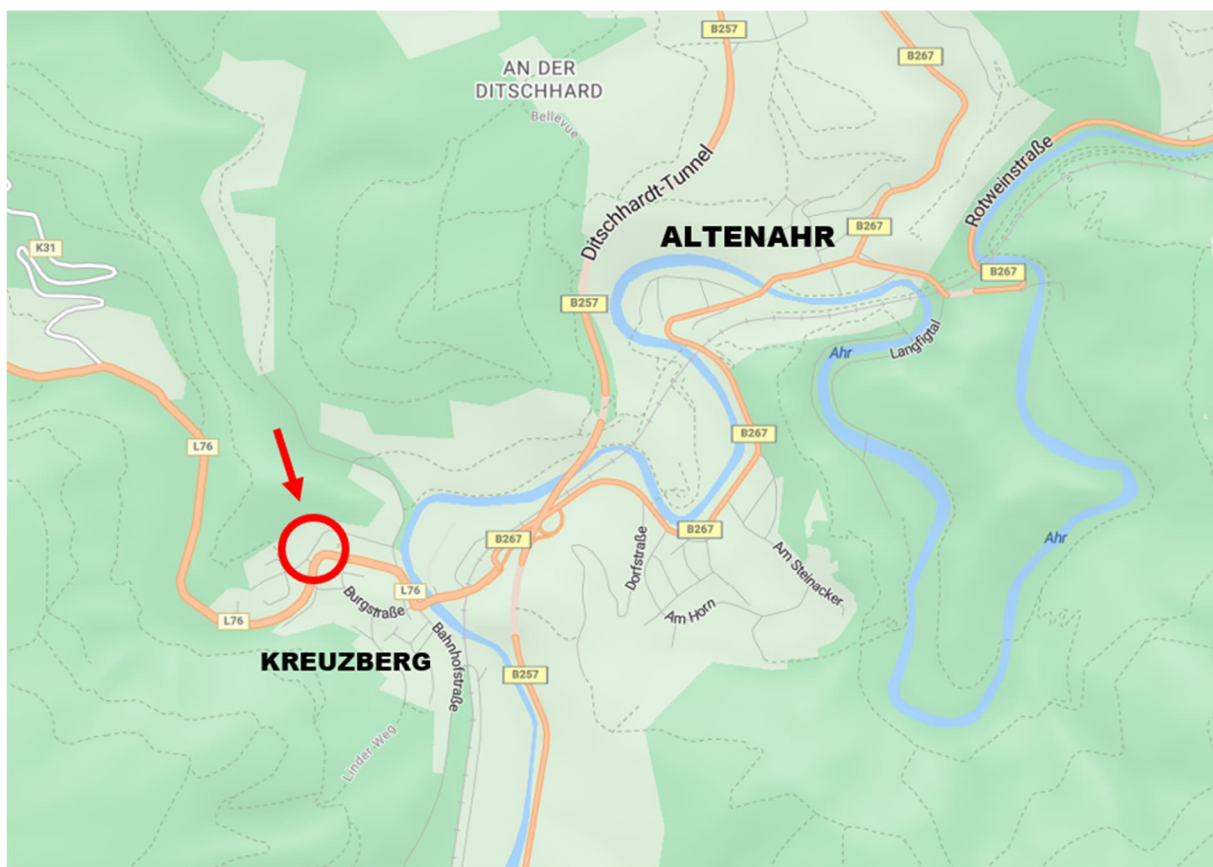 B257
B267
AN DER
DITSCHHARD
Bellevue
Ditschhardt-Tunnel
Rotweinstraße
ALTENAHR
B267
K31
B267
B257
Ahr
Langfigtal
B267
L76
B267
B267
Dorfstraße
Am Steinacker
Ahr
L76
Burgstraße
Am Horn
L76
Bahnhofstraße
KREUZBERG
B257
Linder Weg